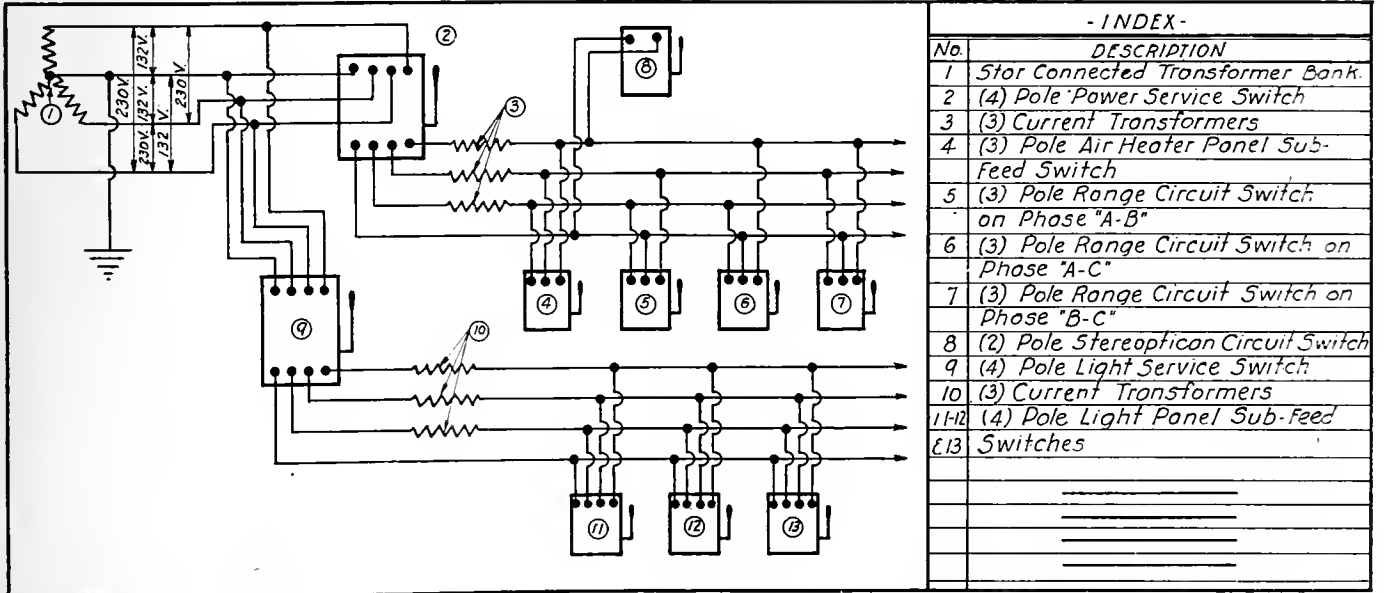 230V.
132V.
132V.
230V.
230V.
132 V.
1
2
3
4
5
6
7
8
9
10
11
12
13
- INDEX -
No. DESCRIPTION
1 Star Connected Transformer Bank.
2 (4) Pole Power Service Switch
3 (3) Current Transformers
4 (3) Pole Air Heater Panel Sub-
Feed Switch
5 (3) Pole Range Circuit Switch
on Phase "A-B"
6 (3) Pole Range Circuit Switch on
Phase "A-C"
7 (3) Pole Range Circuit Switch on
Phase "B-C"
8 (2) Pole Stereopticon Circuit Switch
9 (4) Pole Light Service Switch
10 (3) Current Transformers
11-12 (4) Pole Light Panel Sub-Feed
&13 Switches